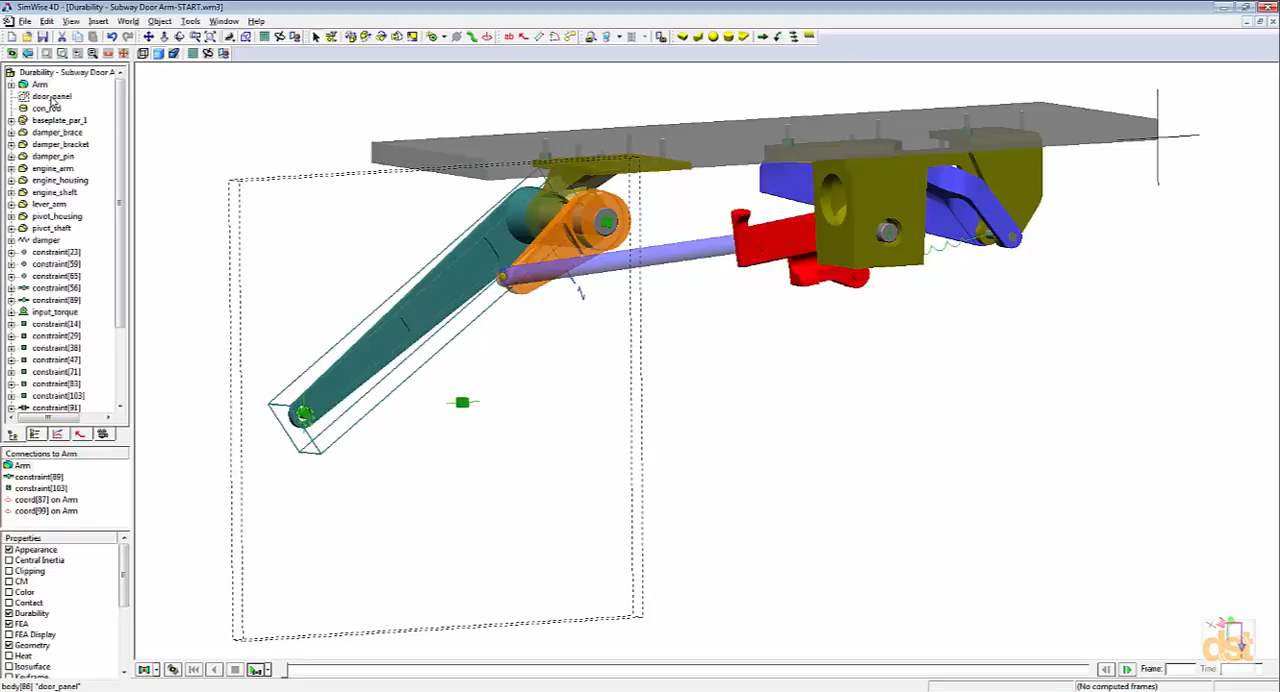 SimWise 4D - [Durability - Subway Door Arm-START.wm3]
File Edit View Insert World Object Tools Window Help
Durability - Subway Door A
Arm
door_panel
con_rod
baseplate_par_1
damper_brace
damper_bracket
damper_pin
engine_arm
engine_housing
engine_shaft
lever_arm
pivot_housing
pivot_shaft
damper
constraint[23]
constraint[59]
constraint[65]
constraint[56]
constraint[89]
input_torque
constraint[14]
constraint[29]
constraint[38]
constraint[47]
constraint[71]
constraint[83]
constraint[103]
constraint[91]
Connections to Arm
Arm
constraint[89]
constraint[103]
coord[87] on Arm
coord[99] on Arm
Properties
Appearance
Central Inertia
Clipping
CM
Color
Contact
Durability
FEA
FEA Display
Geometry
Heat
Isosurface
dst
Frame: Time:
body[86] "door_panel"
(No computed frames)